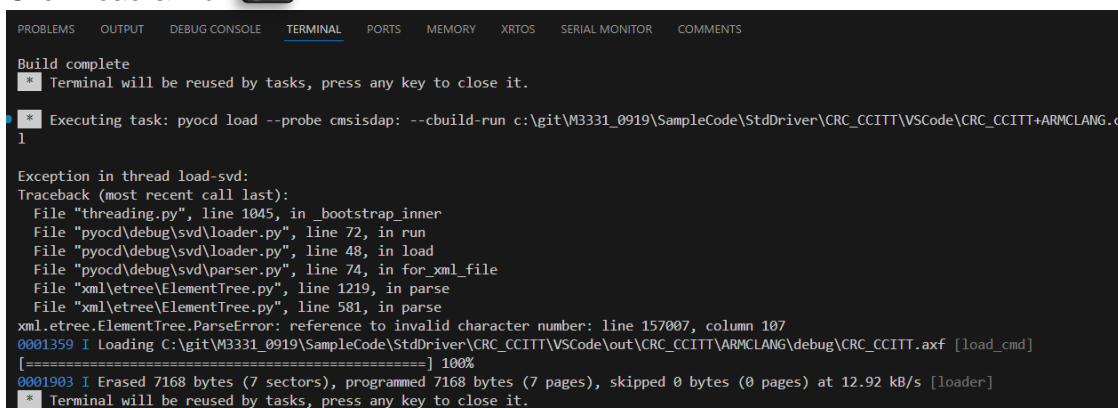 PROBLEMS OUTPUT DEBUG CONSOLE TERMINAL PORTS MEMORY XRTOS SERIAL MONITOR COMMENTS
Build complete
* Terminal will be reused by tasks, press any key to close it.
* Executing task: pyocd load --probe cmsisdap: --cbuild-run c:\git\M3331_0919\SampleCode\StdDriver\CRC_CCITT\VSCode\CRC_CCITT+ARMCLANG.c
l
Exception in thread load-svd:
Traceback (most recent call last):
File "threading.py", line 1045, in _bootstrap_inner
File "pyocd\debug\svd\loader.py", line 72, in run
File "pyocd\debug\svd\loader.py", line 48, in load
File "pyocd\debug\svd\parser.py", line 74, in for_xml_file
File "xml\etree\ElementTree.py", line 1219, in parse
File "xml\etree\ElementTree.py", line 581, in parse
xml.etree.ElementTree.ParseError: reference to invalid character number: line 157007, column 107
0001359 I Loading C:\git\M3331_0919\SampleCode\StdDriver\CRC_CCITT\VSCode\out\CRC_CCITT\ARMCLANG\debug\CRC_CCITT.axf [load_cmd]
[==================================================] 100%
0001903 I Erased 7168 bytes (7 sectors), programmed 7168 bytes (7 pages), skipped 0 bytes (0 pages) at 12.92 kB/s [loader]
* Terminal will be reused by tasks, press any key to close it.